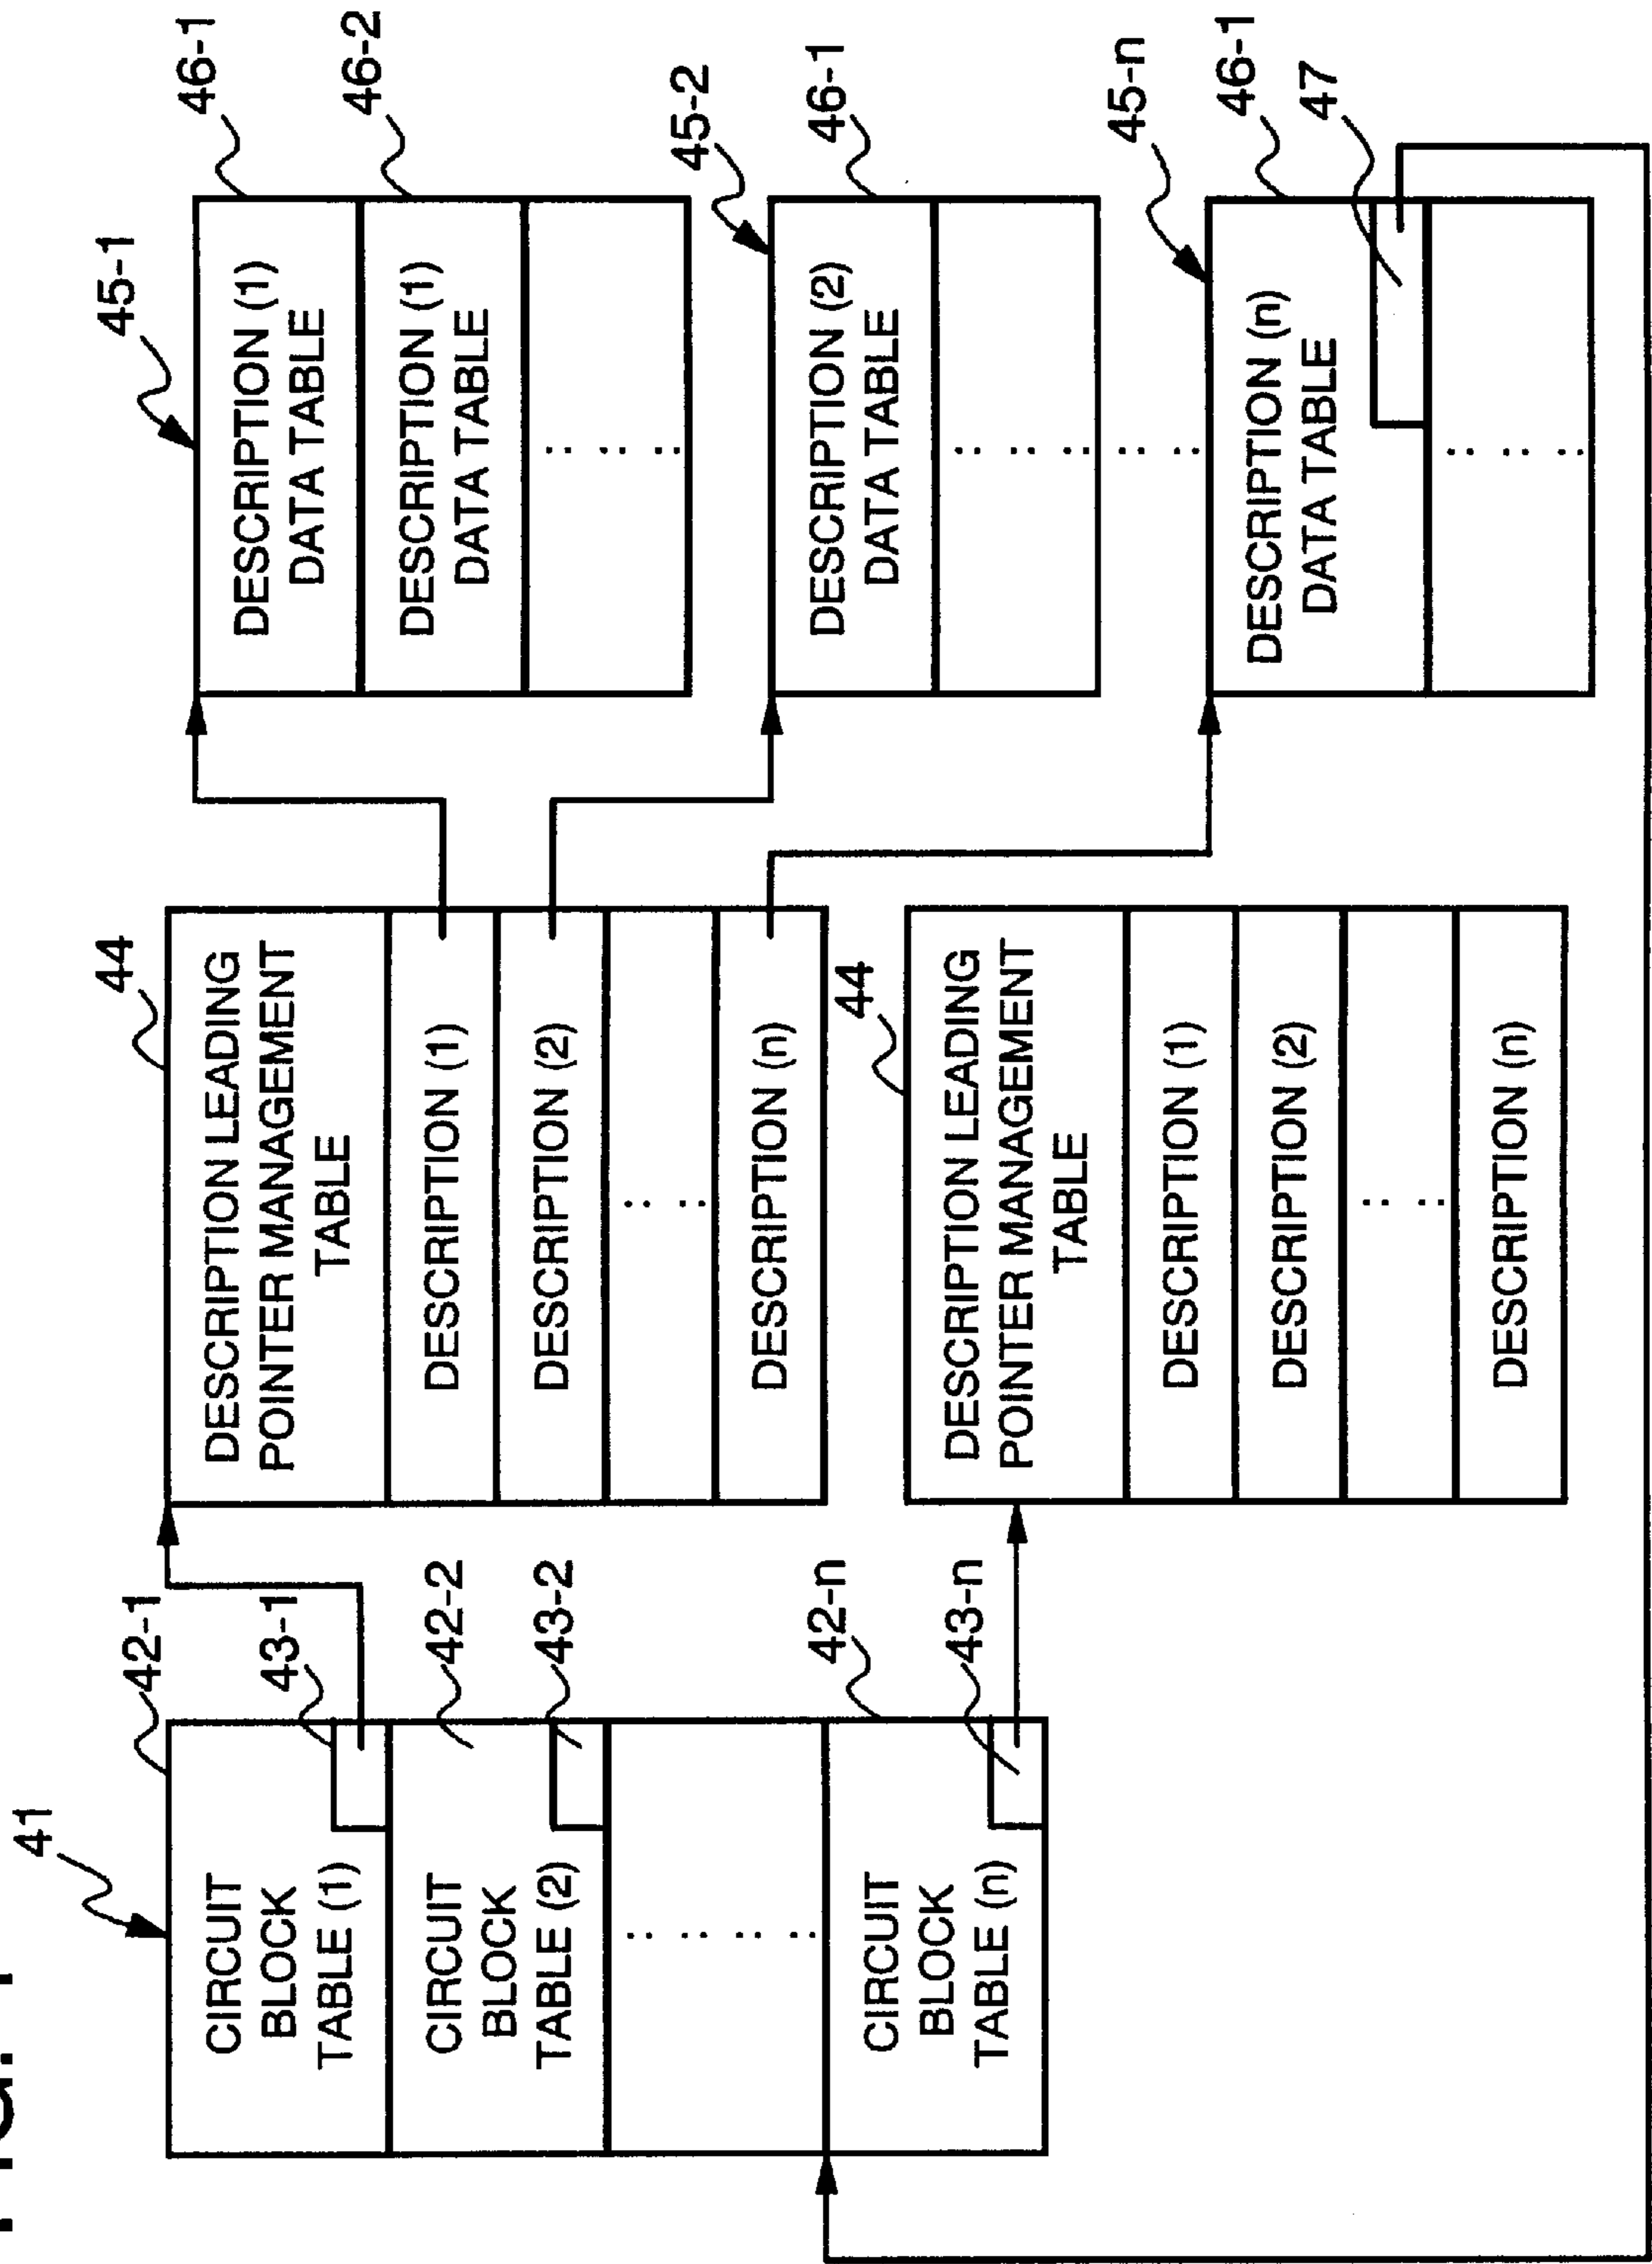 41
42-1
CIRCUIT
BLOCK
TABLE (1)
43-1
42-2
CIRCUIT
BLOCK
TABLE (2)
43-2
42-n
CIRCUIT
BLOCK
TABLE (n)
43-n
44
DESCRIPTION LEADING
POINTER MANAGEMENT
TABLE
DESCRIPTION (1)
DESCRIPTION (2)
DESCRIPTION (n)
44
DESCRIPTION LEADING
POINTER MANAGEMENT
TABLE
DESCRIPTION (1)
DESCRIPTION (2)
DESCRIPTION (n)
45-1
46-1
DESCRIPTION (1)
DATA TABLE
46-2
DESCRIPTION (1)
DATA TABLE
45-2
46-1
DESCRIPTION (2)
DATA TABLE
45-n
46-1
DESCRIPTION (n)
DATA TABLE
47